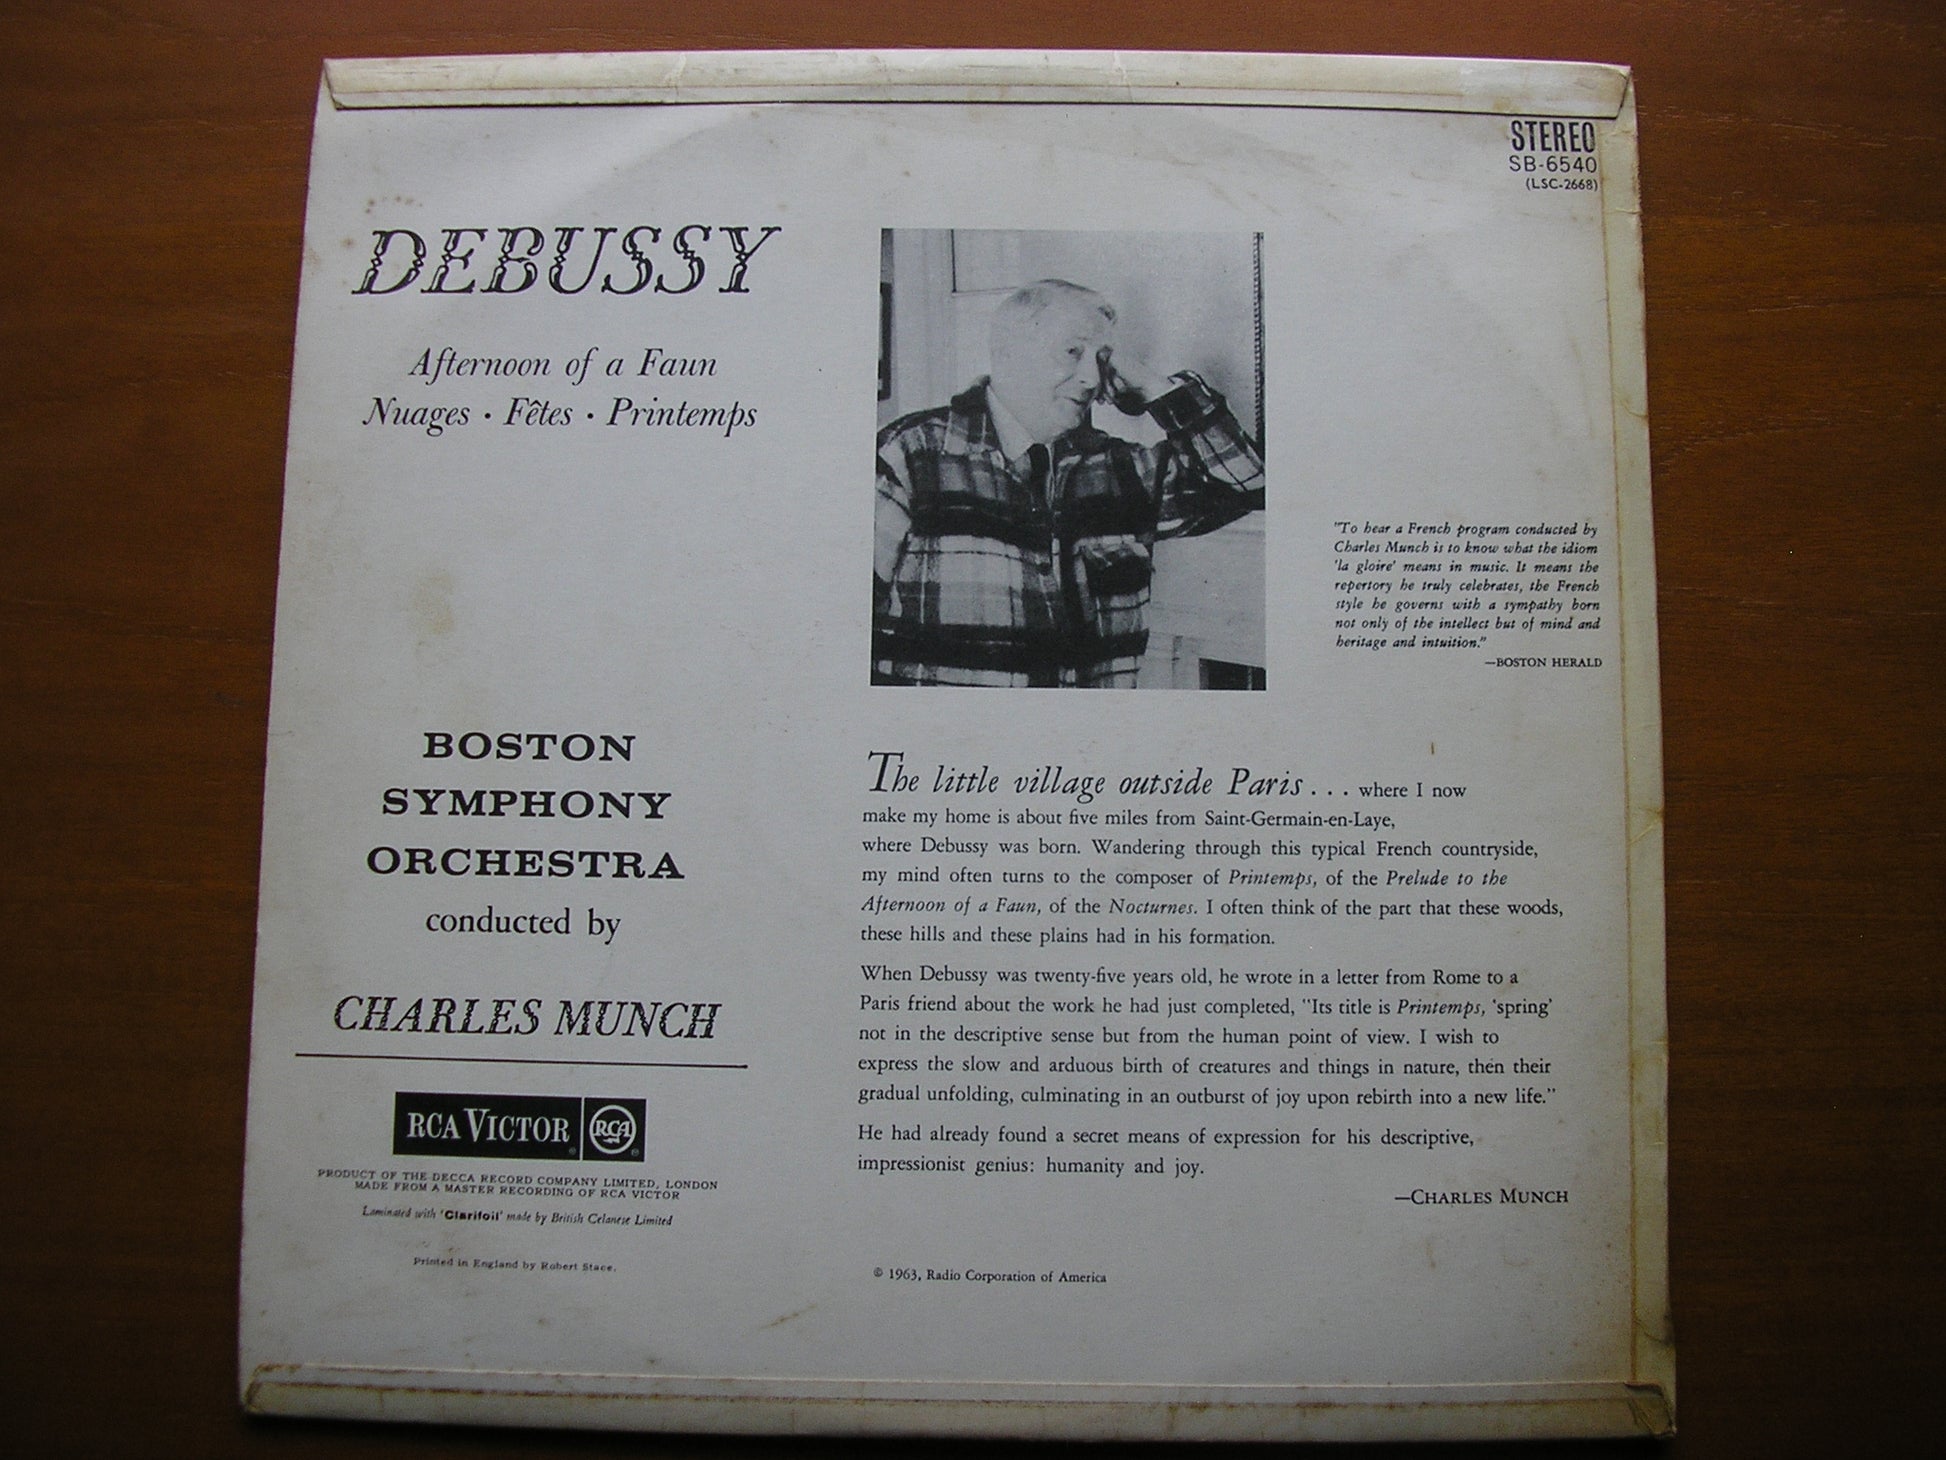 STEREO
SB-6540
(LSC-2668)
DEBUSSY
Afternoon of a Faun
Nuages · Fêtes · Printemps
"To hear a French program conducted by
Charles Munch is to know what the idiom
'la gloire' means in music. It means the
repertory he truly celebrates, the French
style he governs with a sympathy born
not only of the intellect but of mind and
heritage and intuition."
—BOSTON HERALD
BOSTON
SYMPHONY
ORCHESTRA
conducted by
CHARLES MUNCH
RCA VICTOR RCA
PRODUCT OF THE DECCA RECORD COMPANY LIMITED, LONDON
MADE FROM A MASTER RECORDING OF RCA VICTOR
Laminated with 'Clarifoil' made by British Celanese Limited
Printed in England by Robert Stace.
The little village outside Paris . . . where I now
make my home is about five miles from Saint-Germain-en-Laye,
where Debussy was born. Wandering through this typical French countryside,
my mind often turns to the composer of Printemps, of the Prelude to the
Afternoon of a Faun, of the Nocturnes. I often think of the part that these woods,
these hills and these plains had in his formation.
When Debussy was twenty-five years old, he wrote in a letter from Rome to a
Paris friend about the work he had just completed, "Its title is Printemps, 'spring'
not in the descriptive sense but from the human point of view. I wish to
express the slow and arduous birth of creatures and things in nature, then their
gradual unfolding, culminating in an outburst of joy upon rebirth into a new life."
He had already found a secret means of expression for his descriptive,
impressionist genius: humanity and joy.
—CHARLES MUNCH
© 1963, Radio Corporation of America